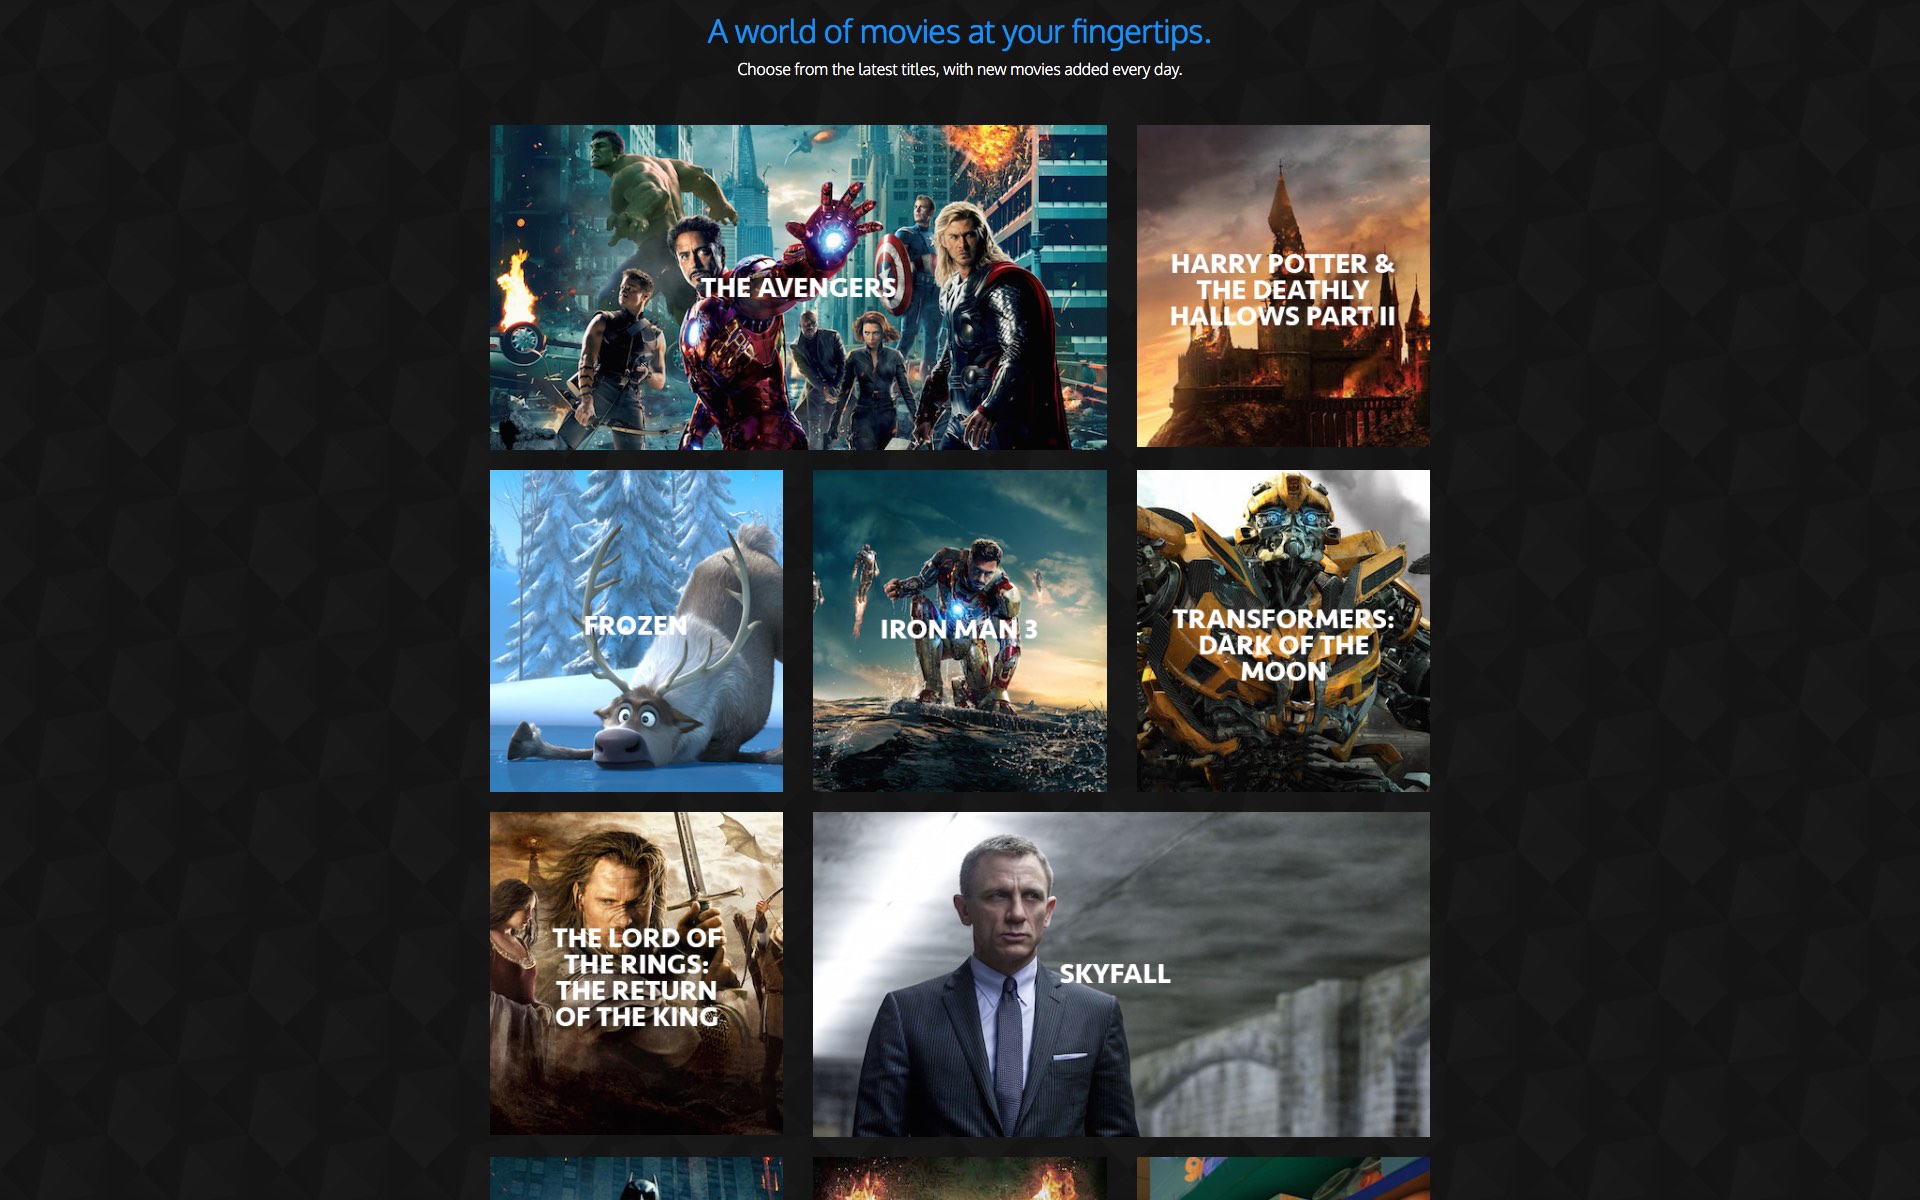 A world of movies at your fingertips.
Choose from the latest titles, with new movies added every day.
THE AVENGERS
HARRY POTTER &
THE DEATHLY
HALLOWS PART II
FROZEN
IRON MAN 3
TRANSFORMERS:
DARK OF THE
MOON
THE LORD OF
THE RINGS:
THE RETURN
OF THE KING
SKYFALL